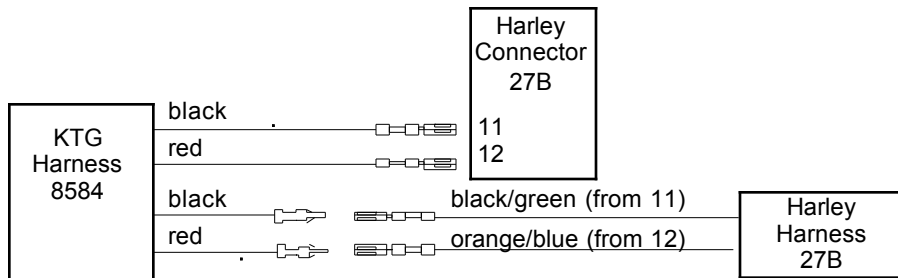 Harley
Connector
27B
black
11
red
12
KTG
Harness
8584
black
black/green (from 11)
red
orange/blue (from 12)
Harley
Harness
27B